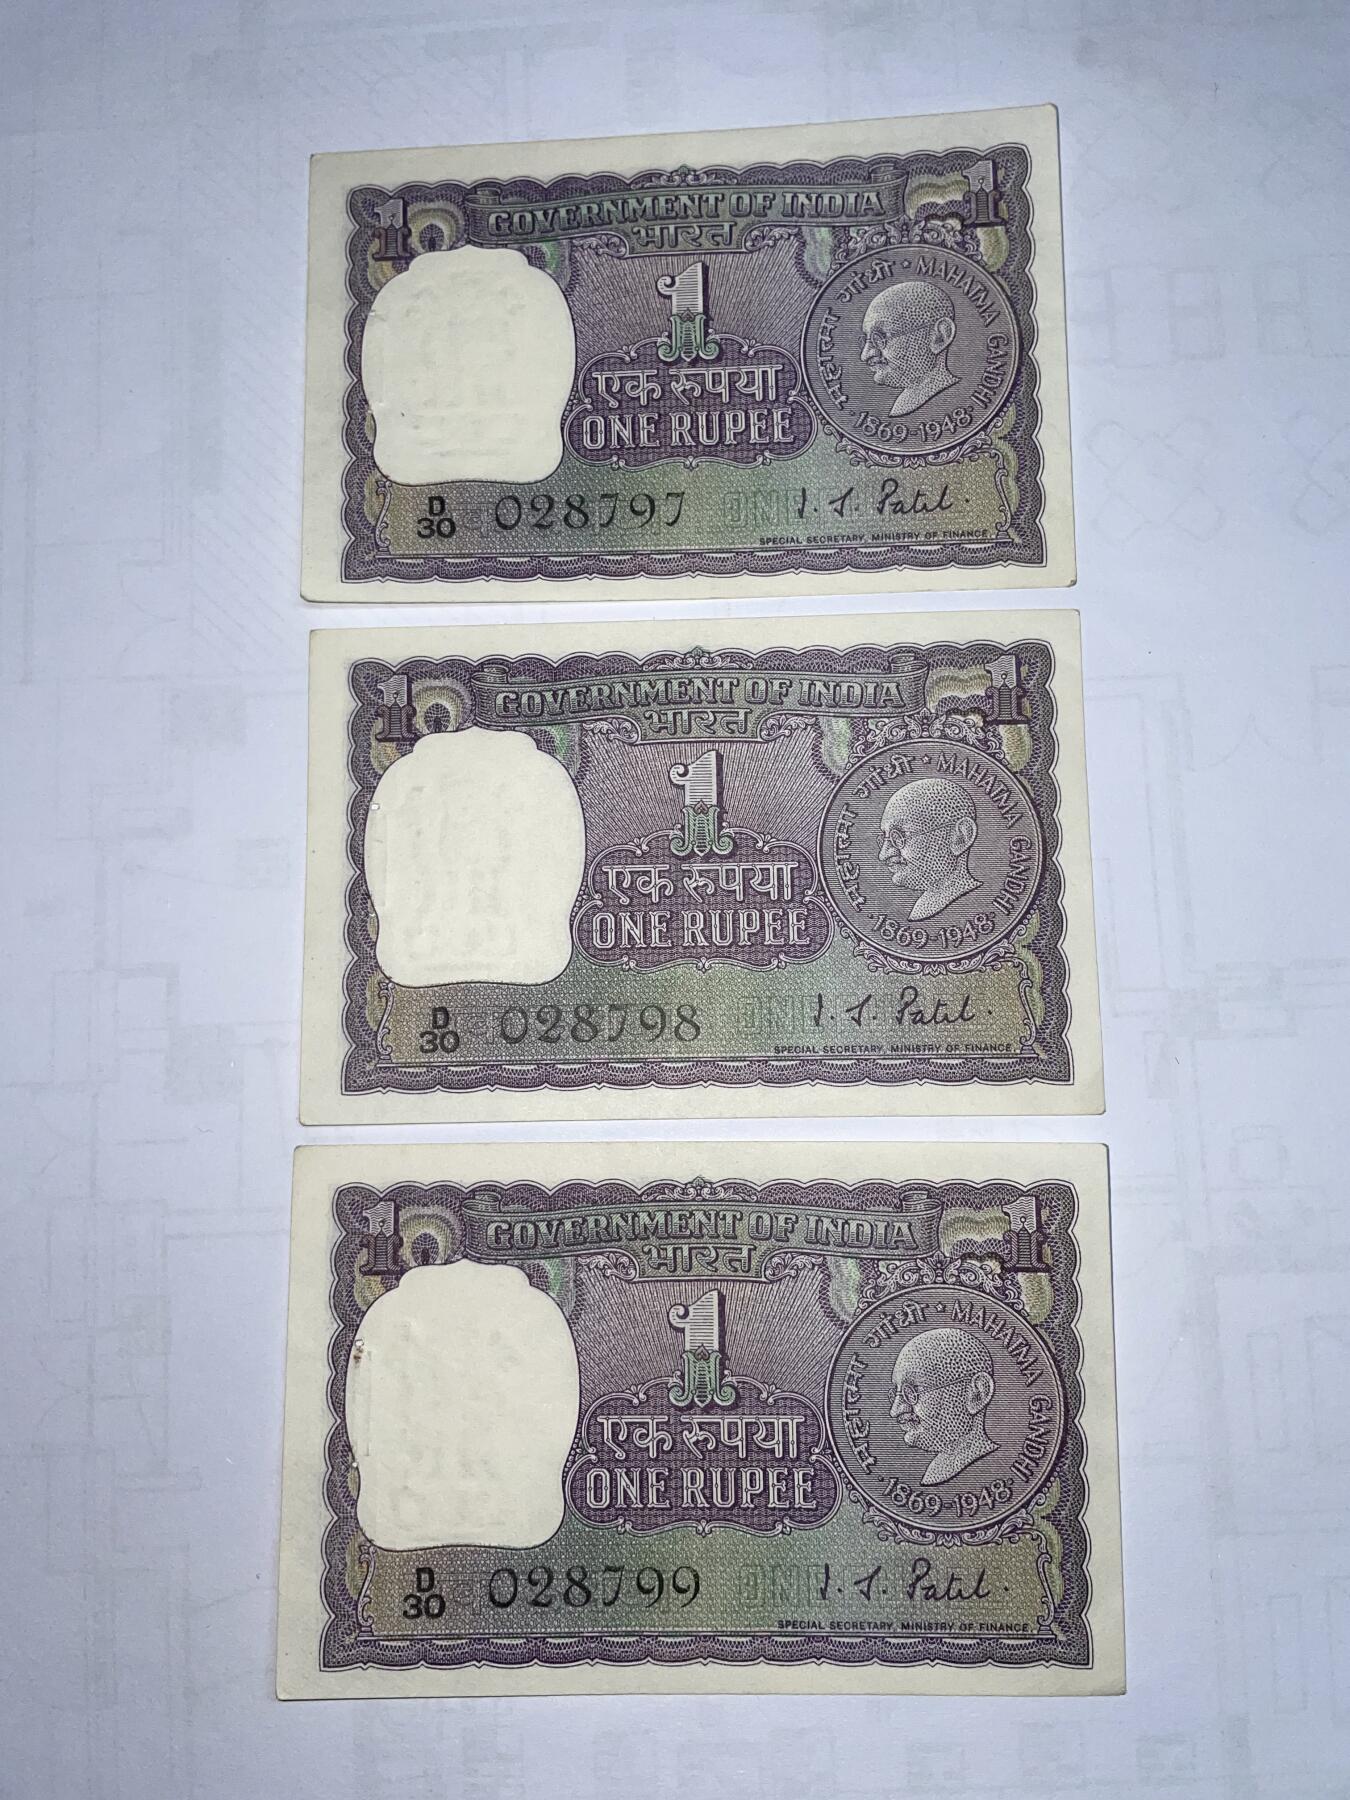 1 GOVERNMENT OF INDIA 1
भारत
1
महात्मा गांधी • MAHATMA GANDHI
एक रुपया
ONE RUPEE
1869-1948
D
30 028797 I. J. Patel.
SPECIAL SECRETARY, MINISTRY OF FINANCE.
1 GOVERNMENT OF INDIA 1
भारत
1
महात्मा गांधी • MAHATMA GANDHI
एक रुपया
ONE RUPEE
1869-1948
D
30 028798 I. J. Patel.
SPECIAL SECRETARY, MINISTRY OF FINANCE.
1 GOVERNMENT OF INDIA 1
भारत
1
महात्मा गांधी • MAHATMA GANDHI
एक रुपया
ONE RUPEE
1869-1948
D
30 028799 I. J. Patel.
SPECIAL SECRETARY, MINISTRY OF FINANCE.